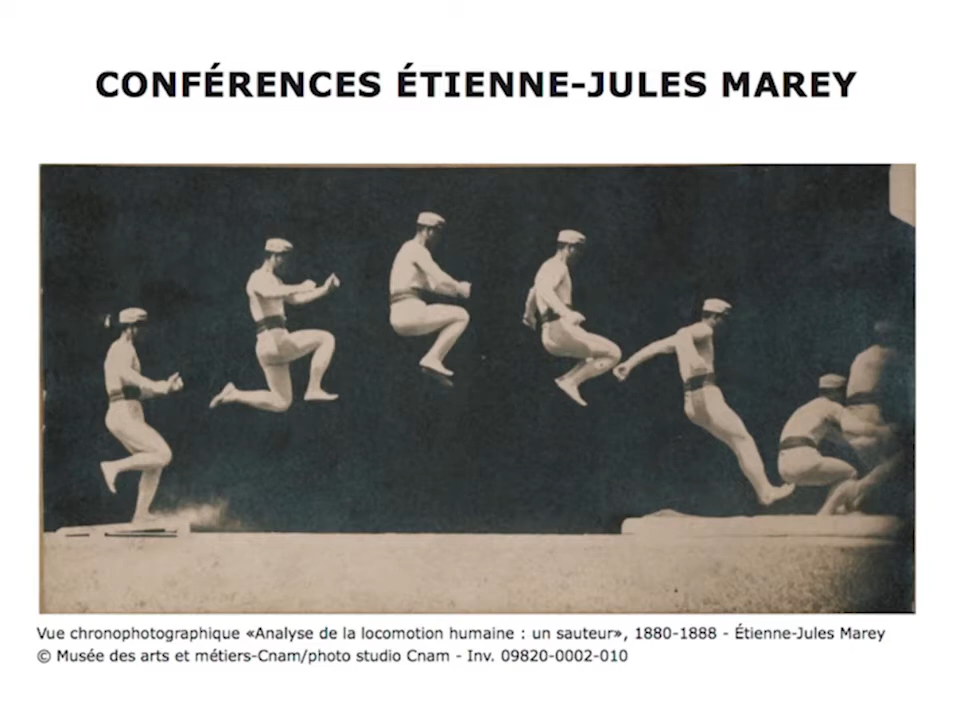 CONFÉRENCES ÉTIENNE-JULES MAREY
Vue chronophotographique «Analyse de la locomotion humaine : un sauteur», 1880-1888 - Étienne-Jules Marey
© Musée des arts et métiers-Cnam/photo studio Cnam - Inv. 09820-0002-010